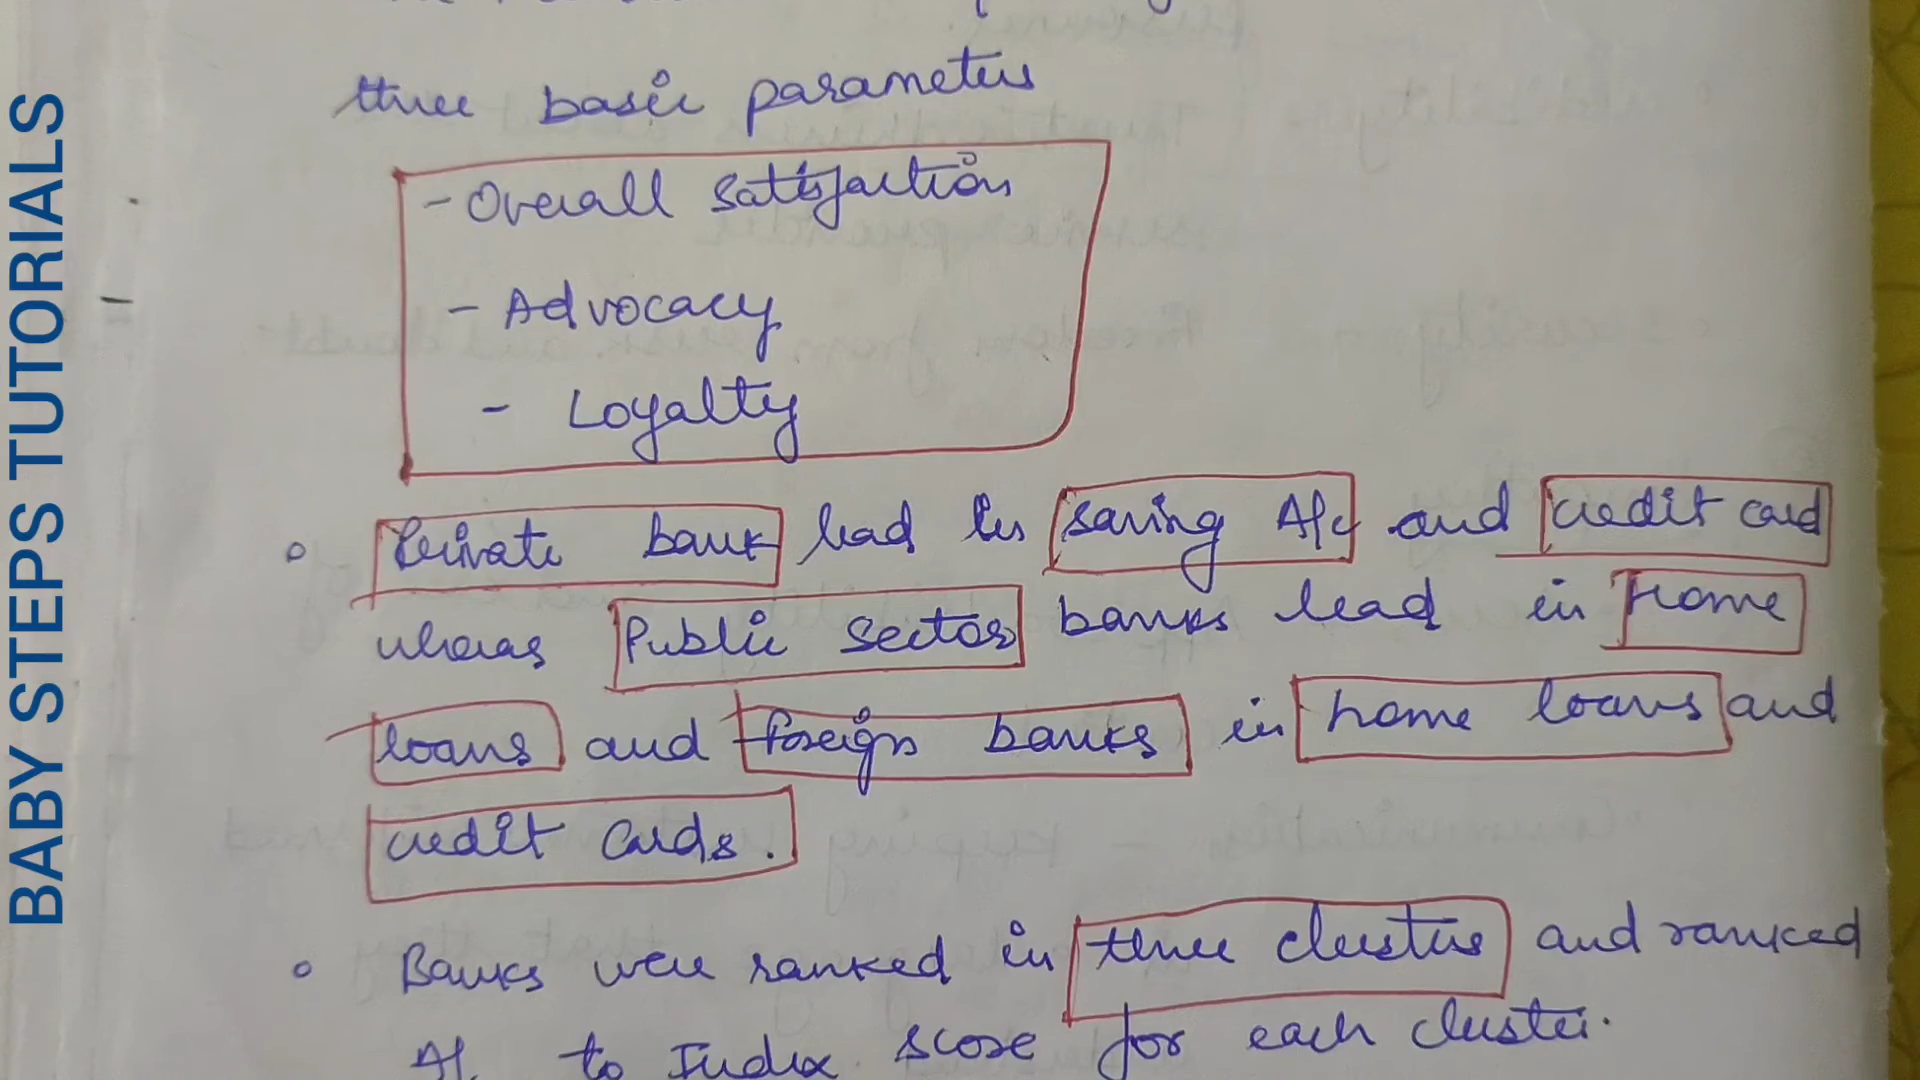 three basic parameters
- Overall satisfaction
- Advocacy
- Loyalty
Private bank lead in saving A/c and credit card
wheras Public sector banks lead in Home
loans and foreign banks in home loans and
credit cards.
Banks were ranked in three clusters and ranked
A/c to Index score for each cluster.
BABY STEPS TUTORIALS